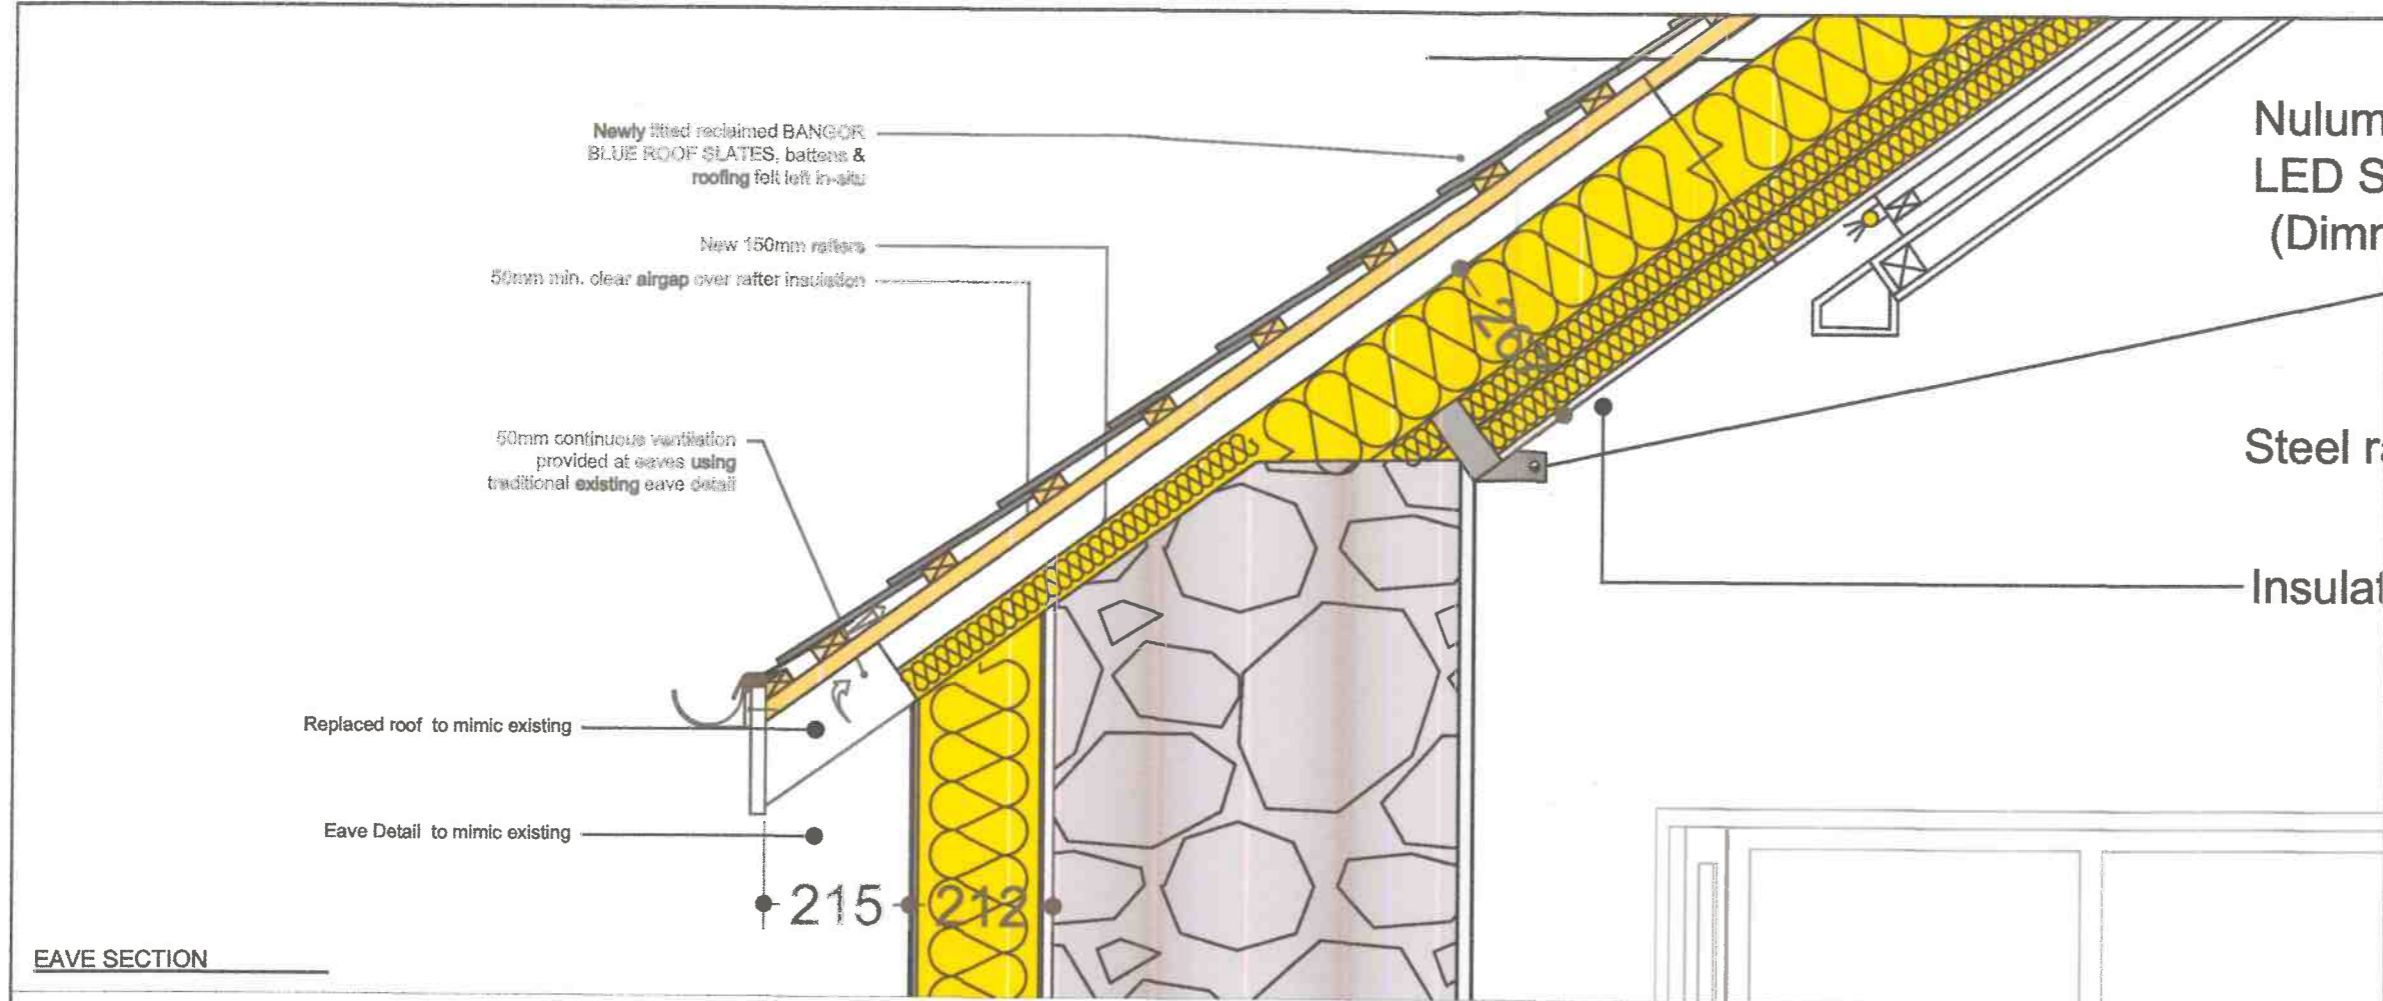 Newly fitted reclaimed BANGOR
BLUE ROOF SLATES, battens &
roofing felt left in-situ
New 150mm rafters
50mm min. clear airgap over rafter insulation
50mm continuous ventilation
provided at eaves using
traditional existing eave detail
Replaced roof to mimic existing
Eave Detail to mimic existing
215
212
EAVE SECTION
Nulum
LED S
(Dimm
Steel ra
Insulat